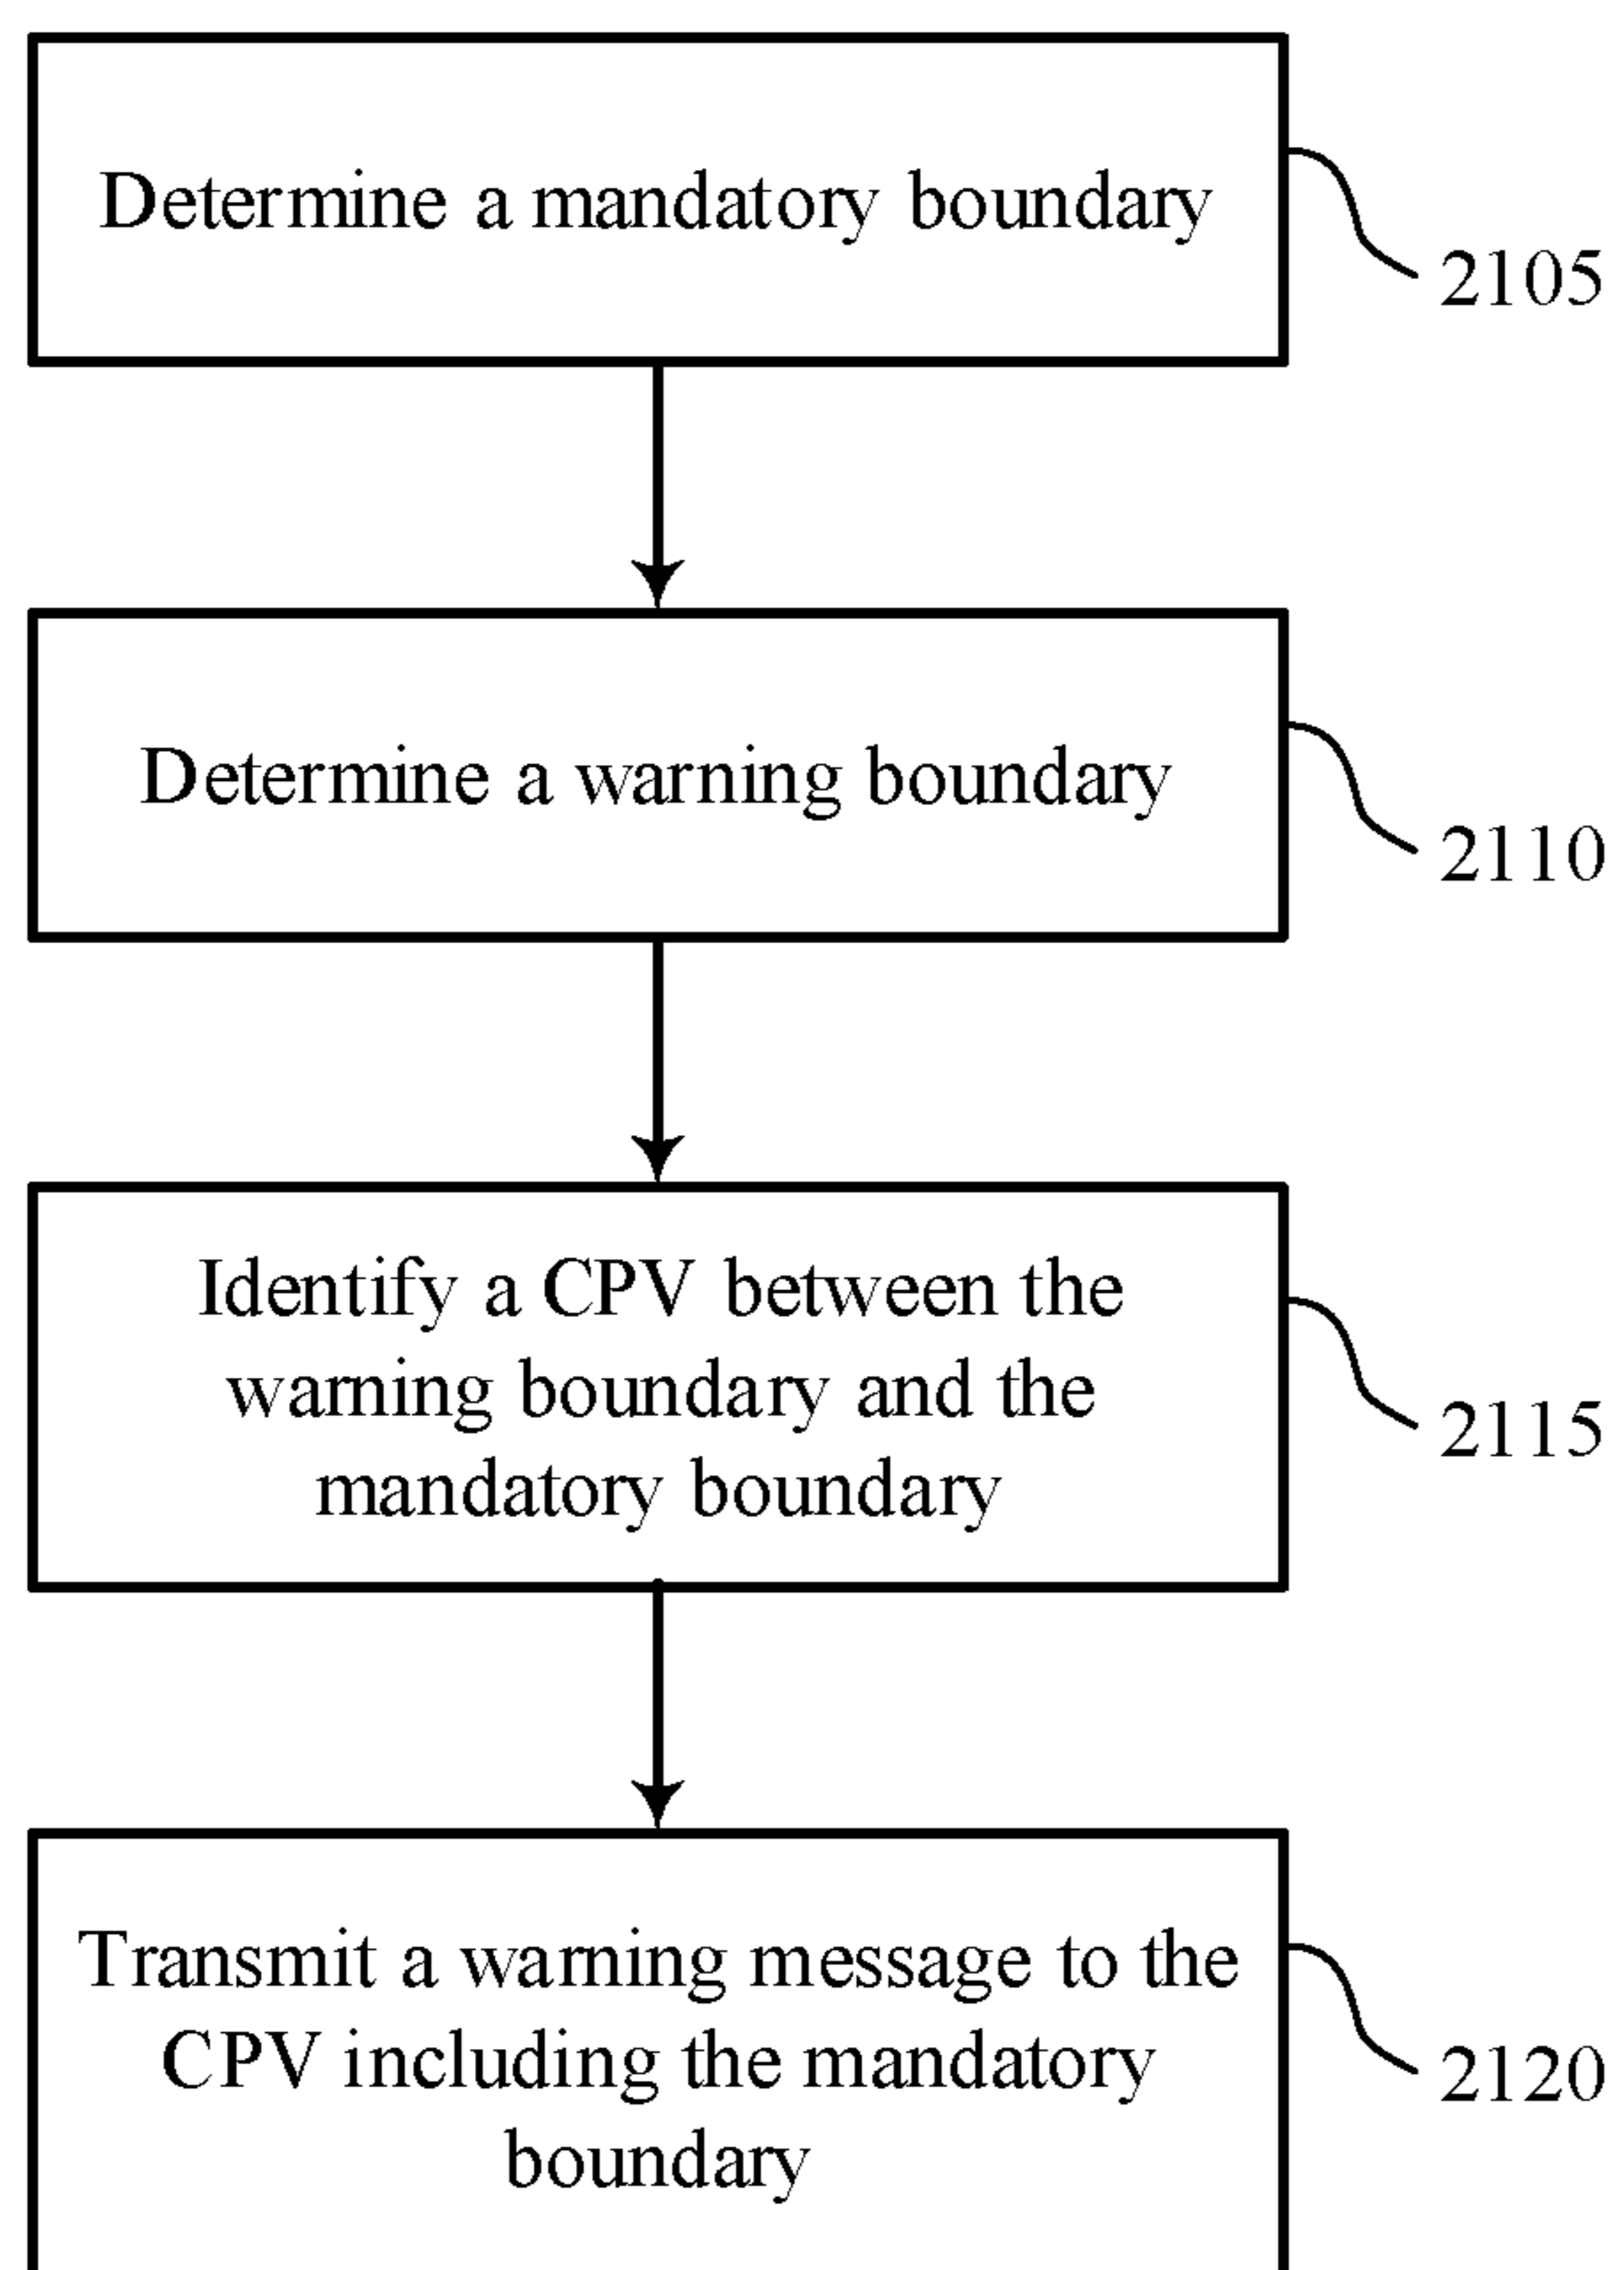 Determine a mandatory boundary
2105
Determine a warning boundary
2110
Identify a CPV between the
warning boundary and the
mandatory boundary
2115
Transmit a warning message to the
CPV including the mandatory
boundary
2120